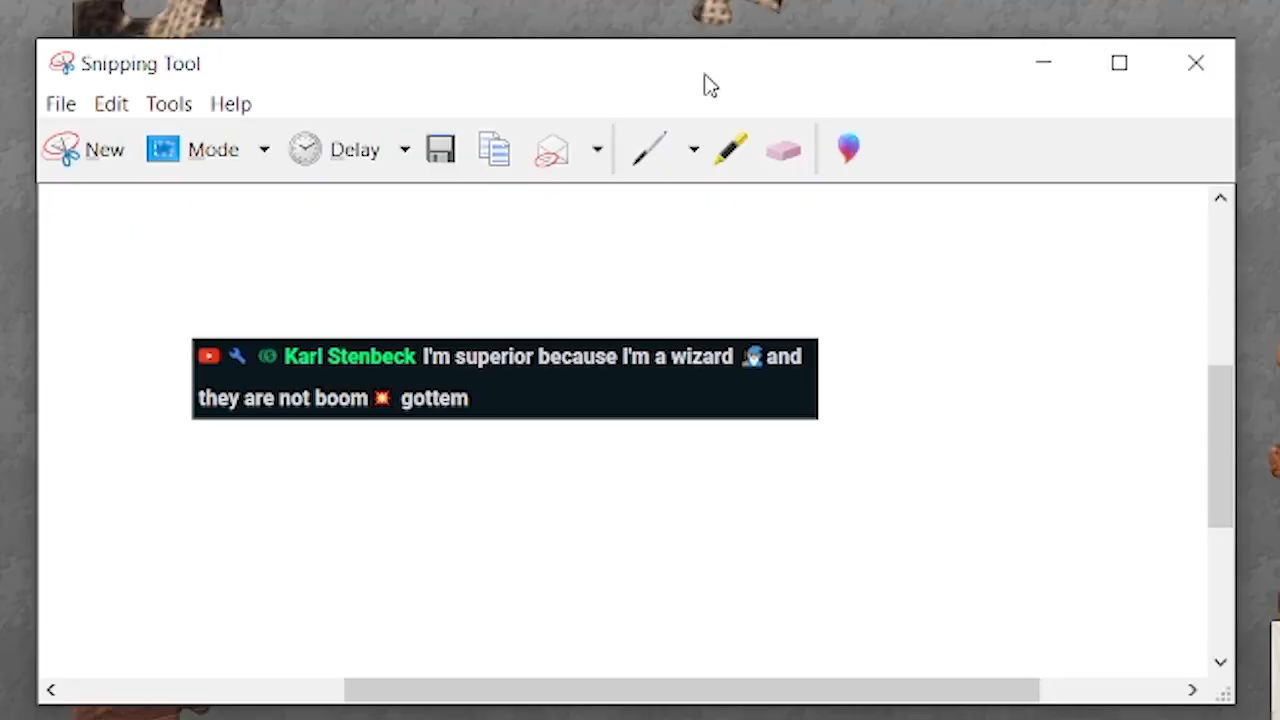 Snipping Tool
File Edit Tools Help
New Mode Delay
Karl Stenbeck I'm superior because I'm a wizard 🧙‍♂️and
they are not boom💥 gottem